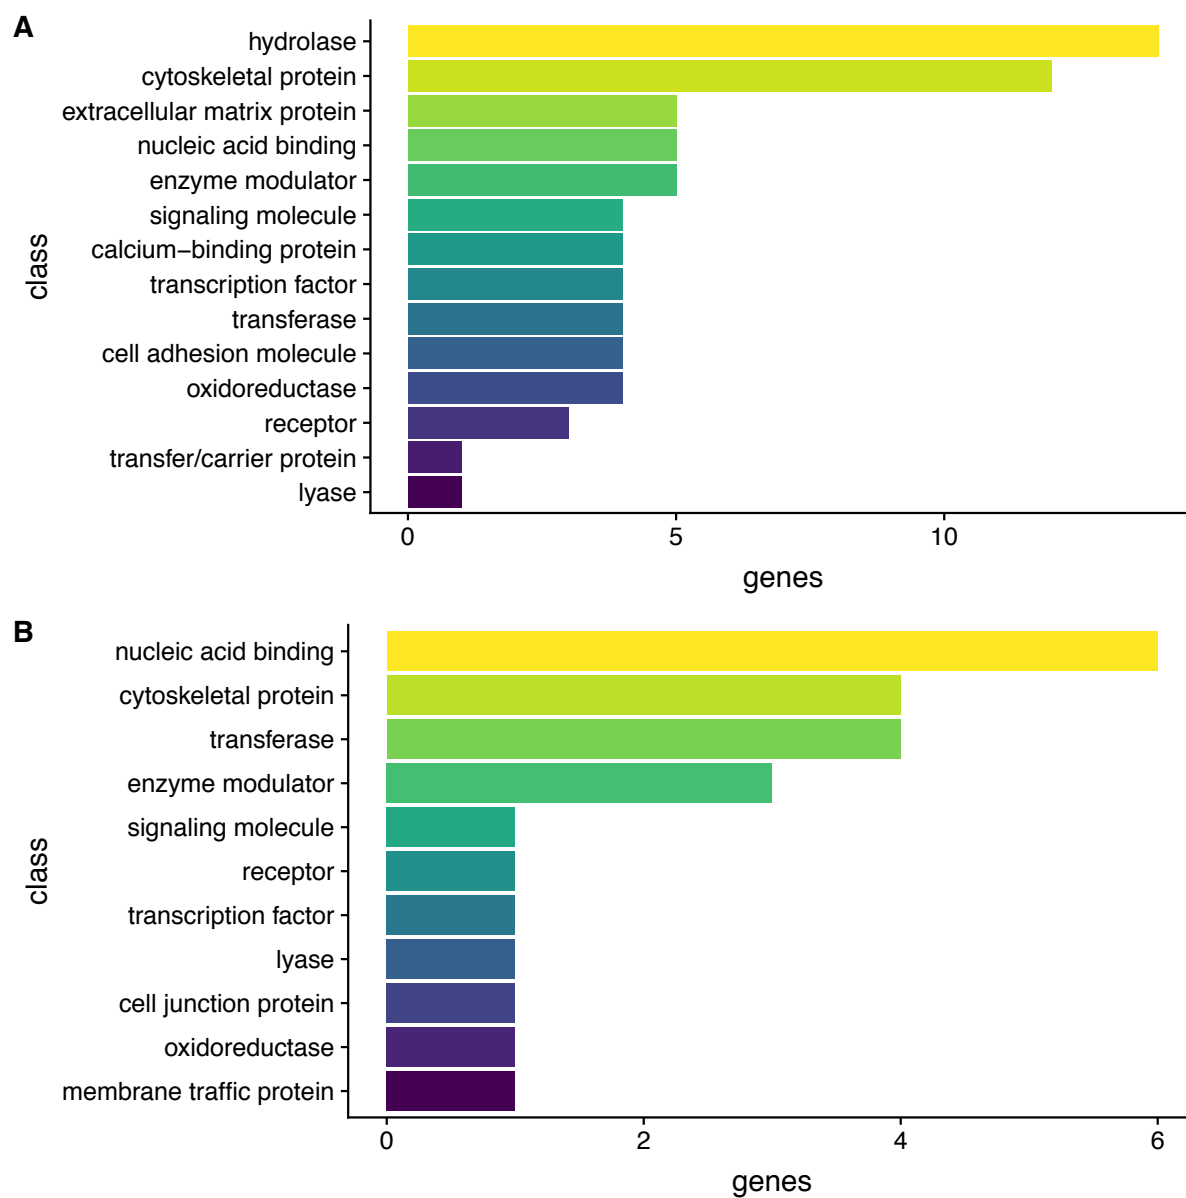 A
hydrolase
cytoskeletal protein
extracellular matrix protein
nucleic acid binding
enzyme modulator
signaling molecule
calcium−binding protein
transcription factor
transferase
cell adhesion molecule
oxidoreductase
receptor
transfer/carrier protein
lyase
class
0 5 10
genes
B
nucleic acid binding
cytoskeletal protein
transferase
enzyme modulator
signaling molecule
receptor
transcription factor
lyase
cell junction protein
oxidoreductase
membrane traffic protein
class
0 2 4 6
genes